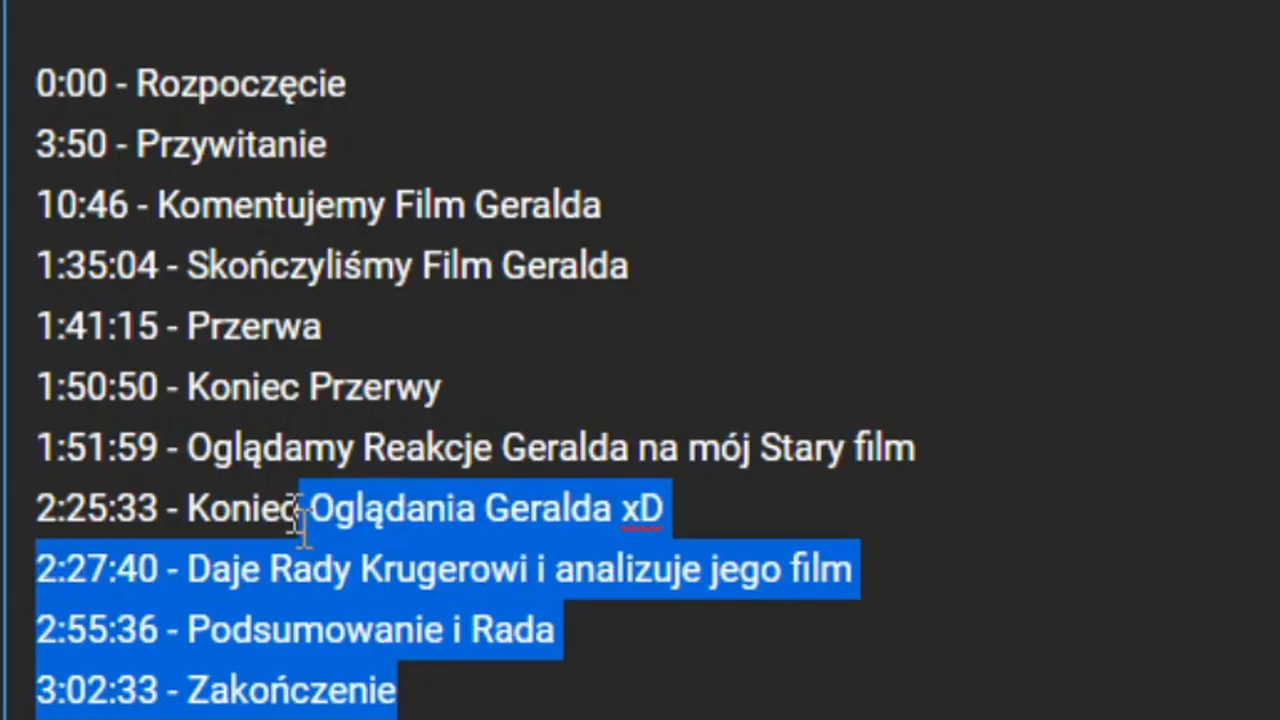 0:00 - Rozpoczęcie
3:50 - Przywitanie
10:46 - Komentujemy Film Geralda
1:35:04 - Skończyliśmy Film Geralda
1:41:15 - Przerwa
1:50:50 - Koniec Przerwy
1:51:59 - Oglądamy Reakcje Geralda na mój Stary film
2:25:33 - Koniec Oglądania Geralda xD
2:27:40 - Daje Rady Krugerowi i analizuje jego film
2:55:36 - Podsumowanie i Rada
3:02:33 - Zakończenie